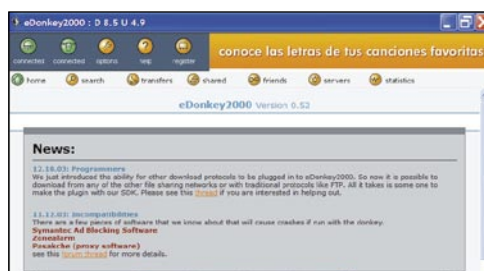 eDonkey2000 : D 8.5 U 4.9
conoce las letras de tus canciones favoritas
connected connected options help register
home search transfers shared friends servers statistics
eDonkey2000 Version 0.52
News:
12.18.03: Programmers
We just introduced the ability for other download protocols to be plugged in to eDonkey2000. So now it is possible to
download from any of the other file sharing networks or with traditional protocols like FTP. All it takes is some one to
make the plugin with our SDK. Please see this thread if you are interested in helping out.
11.12.03: Incompatibilities
There are a few pieces of software that we know about that will cause crashes if run with the donkey.
Symantec Ad Blocking Software
Zonealarm
Pasakche (proxy software)
see this forum thread for more details.